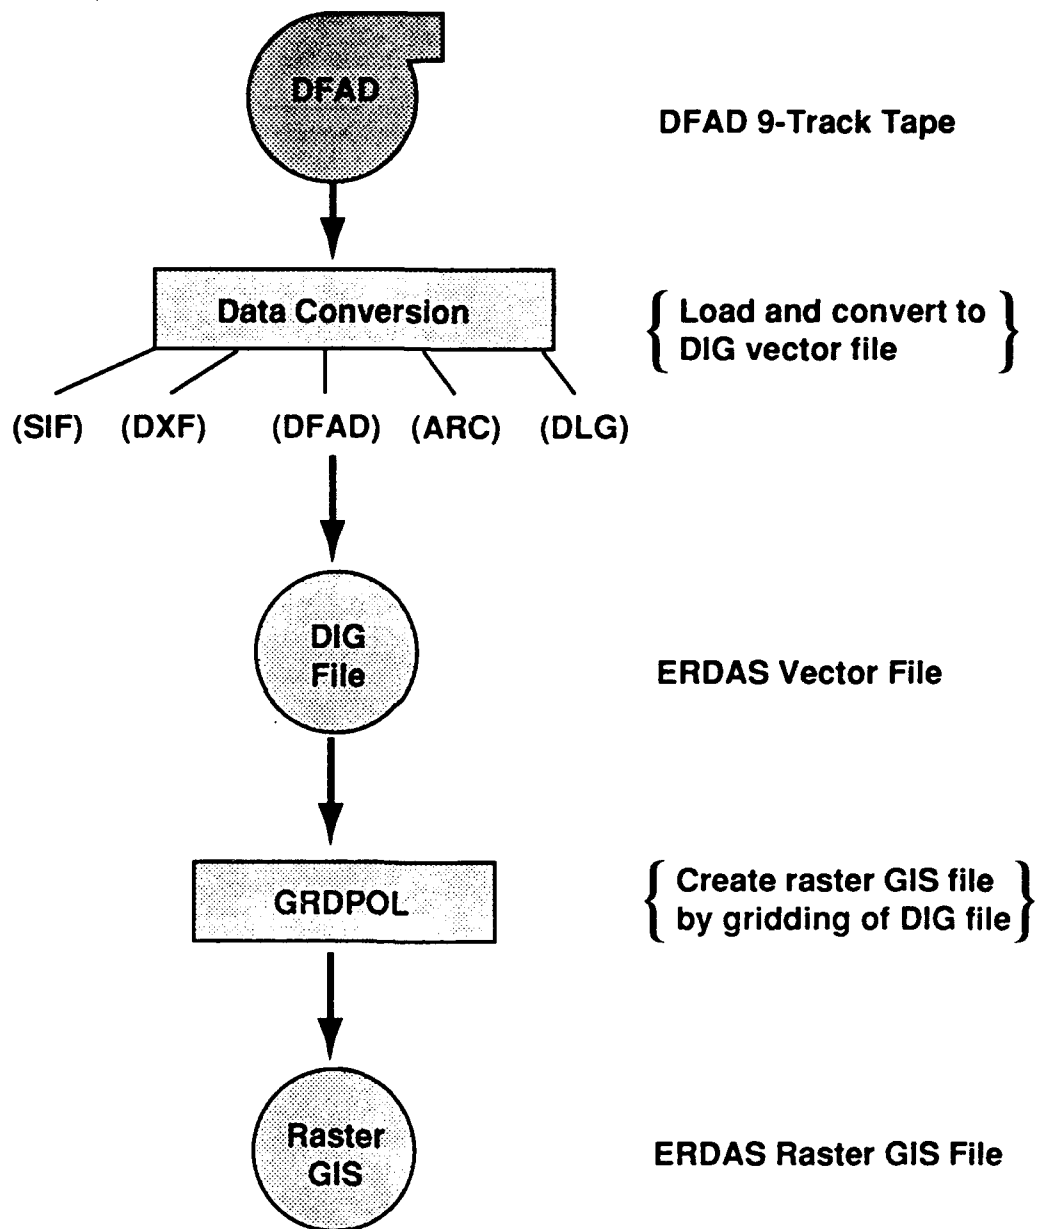 DFAD
DFAD 9-Track Tape
Data Conversion
{ Load and convert to }
DIG vector file
(SIF) (DXF) (DFAD) (ARC) (DLG)
DIG
File
ERDAS Vector File
GRDPOL
{ Create raster GIS file }
by gridding of DIG file
Raster
GIS
ERDAS Raster GIS File